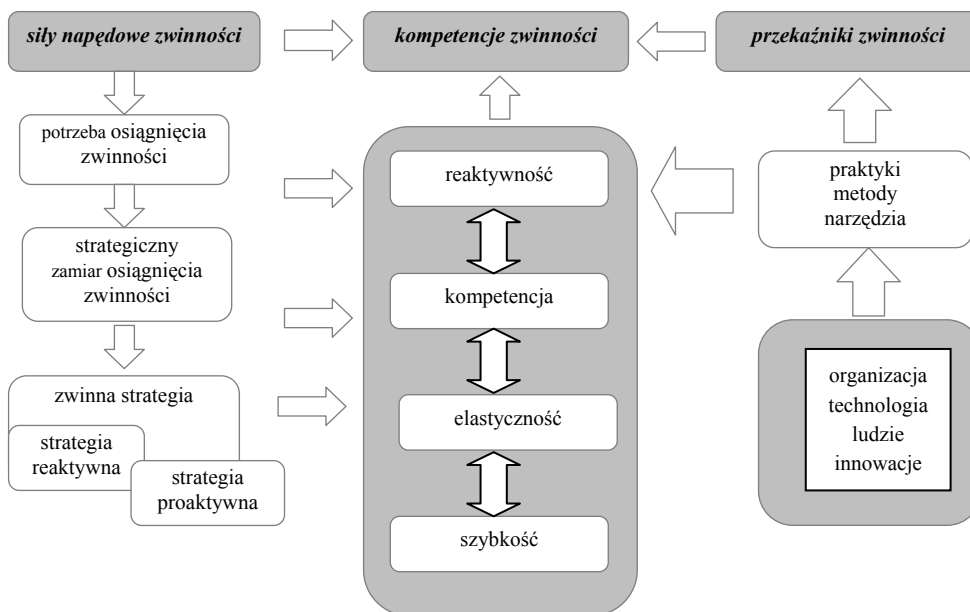 siły napędowe zwinności
kompetencje zwinności
przekaźniki zwinności
potrzeba osiągnięcia
zwinności
strategiczny
zamiar osiągnięcia
zwinności
zwinna strategia
strategia
reaktywna
strategia
proaktywna
reaktywność
kompetencja
elastyczność
szybkość
praktyki
metody
narzędzia
organizacja
technologia
ludzie
innowacje